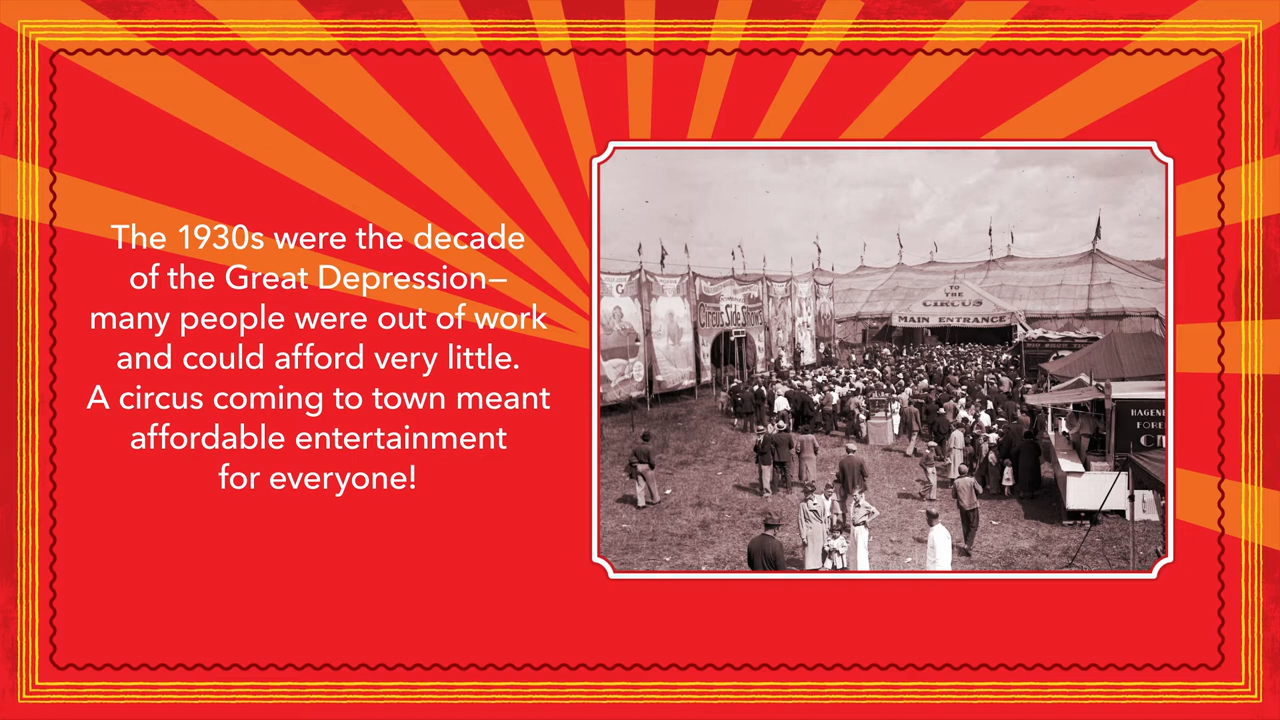 The 1930s were the decade
of the Great Depression—
many people were out of work
and could afford very little.
A circus coming to town meant
affordable entertainment
for everyone!
Circus Side Shows
TO
THE
CIRCUS
MAIN ENTRANCE